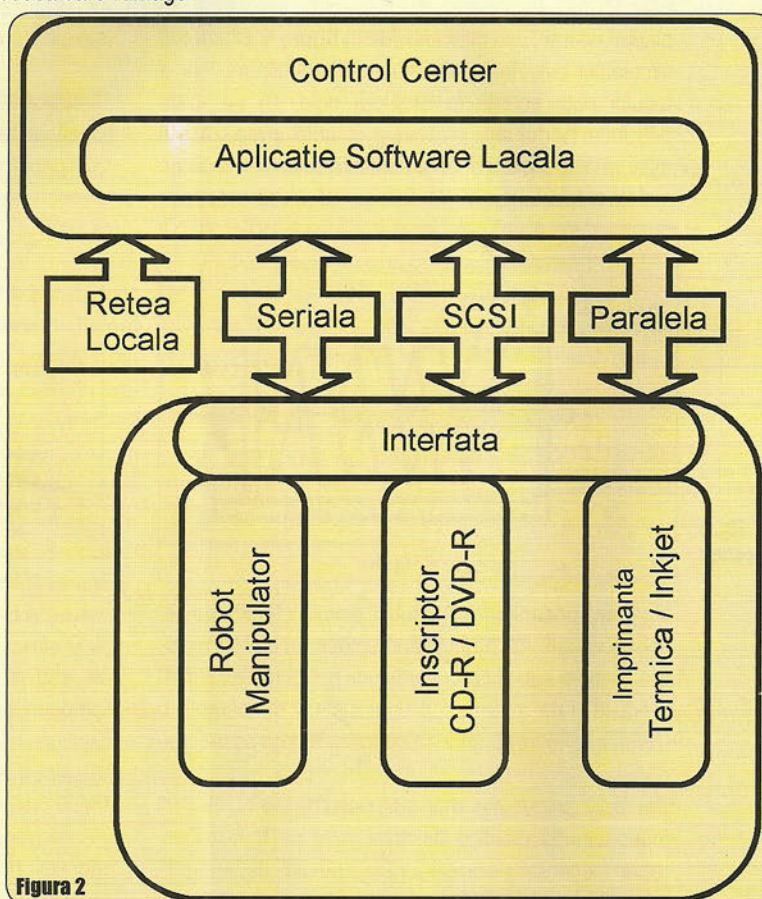 Control Center
Aplicatie Software Lacala
Retea
Locala
Seriala
SCSI
Paralela
Interfata
Robot
Manipulator
Inscriptor
CD-R / DVD-R
Imprimanta
Termica / Inkjet
Figura 2